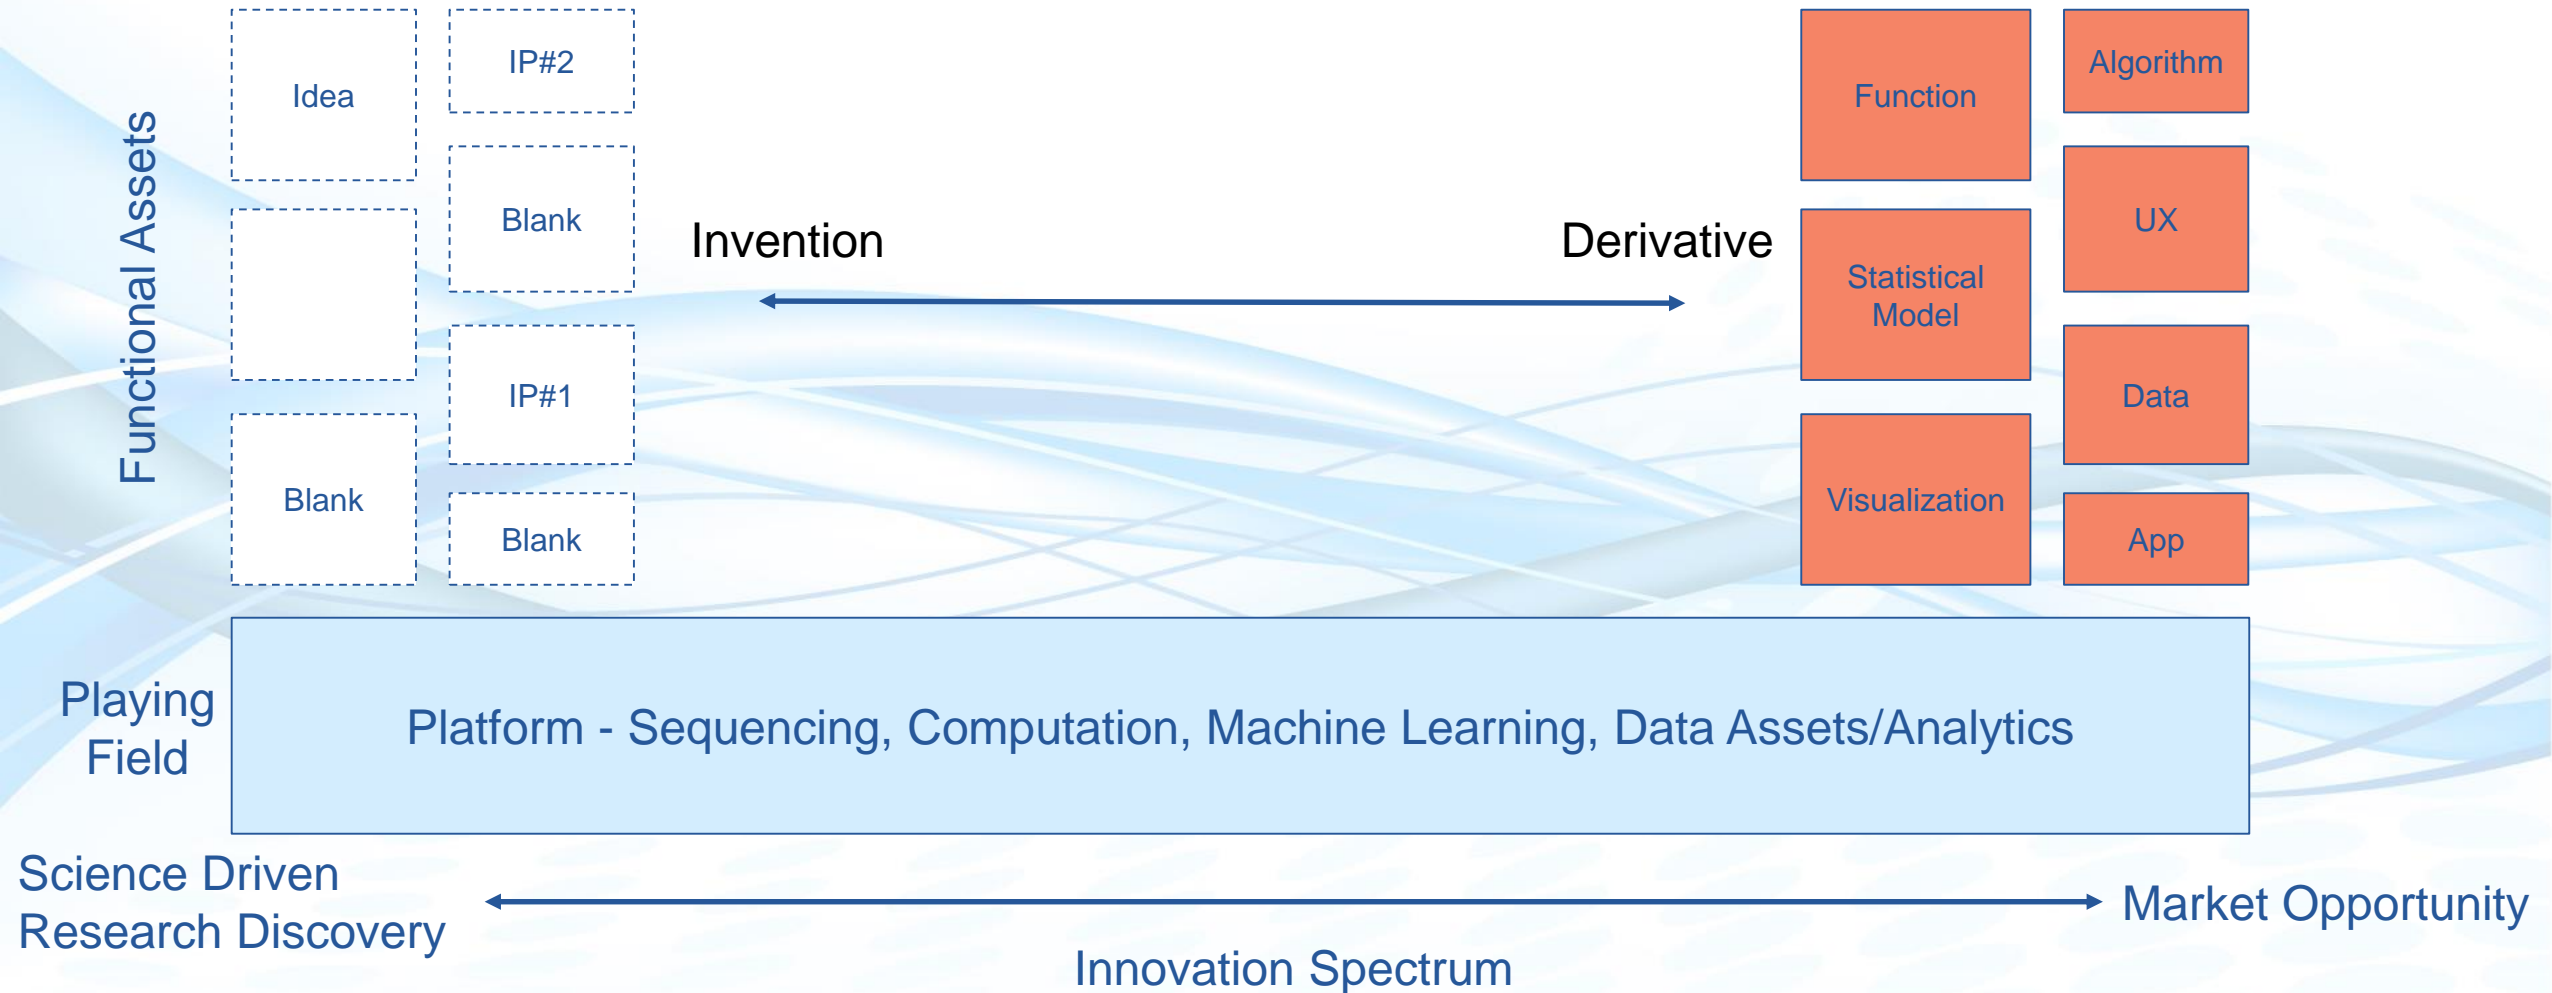 Functional Assets
Idea
IP#2
Blank
IP#1
Blank
Blank
Invention
Derivative
Function
Algorithm
UX
Statistical
Model
Data
Visualization
App
Playing
Field
Platform - Sequencing, Computation, Machine Learning, Data Assets/Analytics
Science Driven
Research Discovery
Market Opportunity
Innovation Spectrum